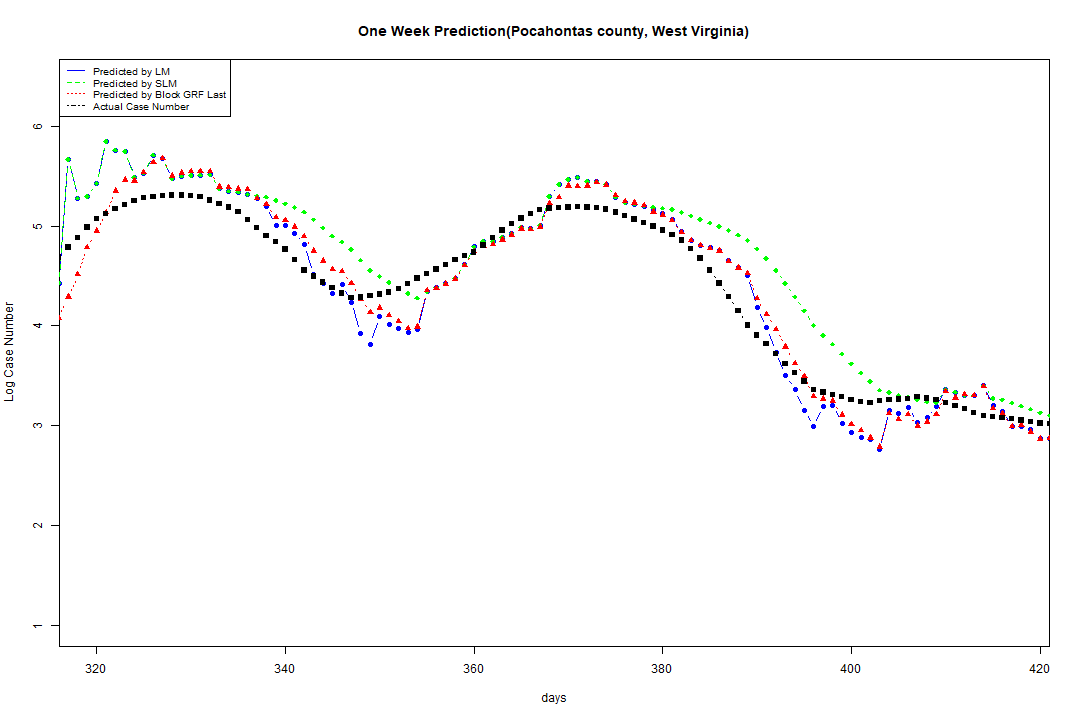 One Week Prediction(Pocahontas county, West Virginia)
Predicted by LM
Predicted by SLM
Predicted by Block GRF Last
Actual Case Number
6
5
4
3
2
1
Log Case Number
320 340 360 380 400 420
days